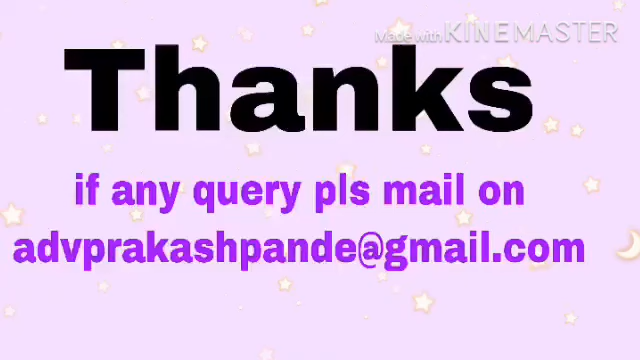 Made with KINEMASTER
Thanks
if any query pls mail on
advprakashpande@gmail.com